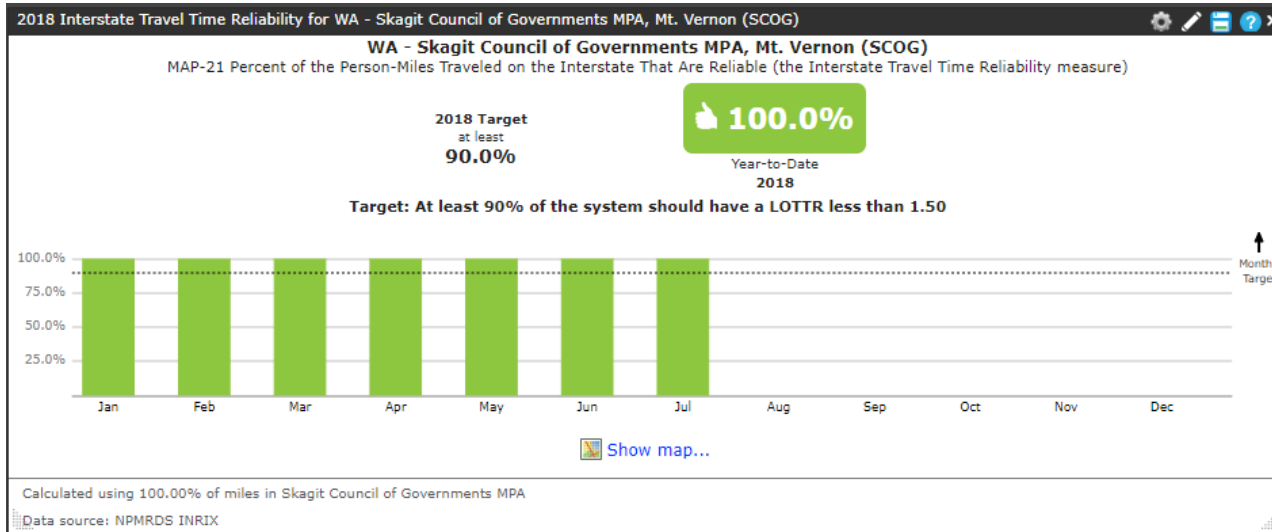 2018 Interstate Travel Time Reliability for WA - Skagit Council of Governments MPA, Mt. Vernon (SCOG)
WA - Skagit Council of Governments MPA, Mt. Vernon (SCOG)
MAP-21 Percent of the Person-Miles Traveled on the Interstate That Are Reliable (the Interstate Travel Time Reliability measure)
2018 Target
at least
90.0%
100.0%
Year-to-Date
2018
Target: At least 90% of the system should have a LOTTR less than 1.50
100.0%
75.0%
50.0%
25.0%
Month
Targe
Jan Feb Mar Apr May Jun Jul Aug Sep Oct Nov Dec
Show map...
Calculated using 100.00% of miles in Skagit Council of Governments MPA
Data source: NPMRDS INRIX